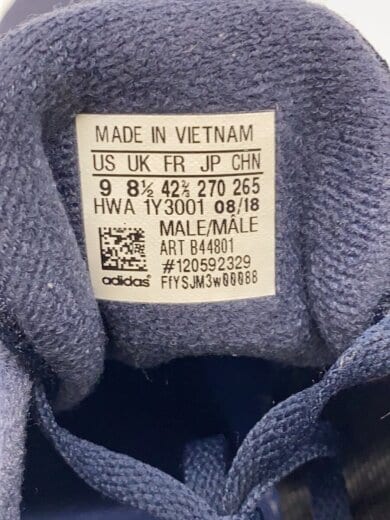 MADE IN VIETNAM
US UK FR JP CHN
9 8½ 42⅔ 270 265
HWA 1Y3001 08/18
MALE/MÂLE
ART B44801
#120592329
adidas® FfYSJM3w00088